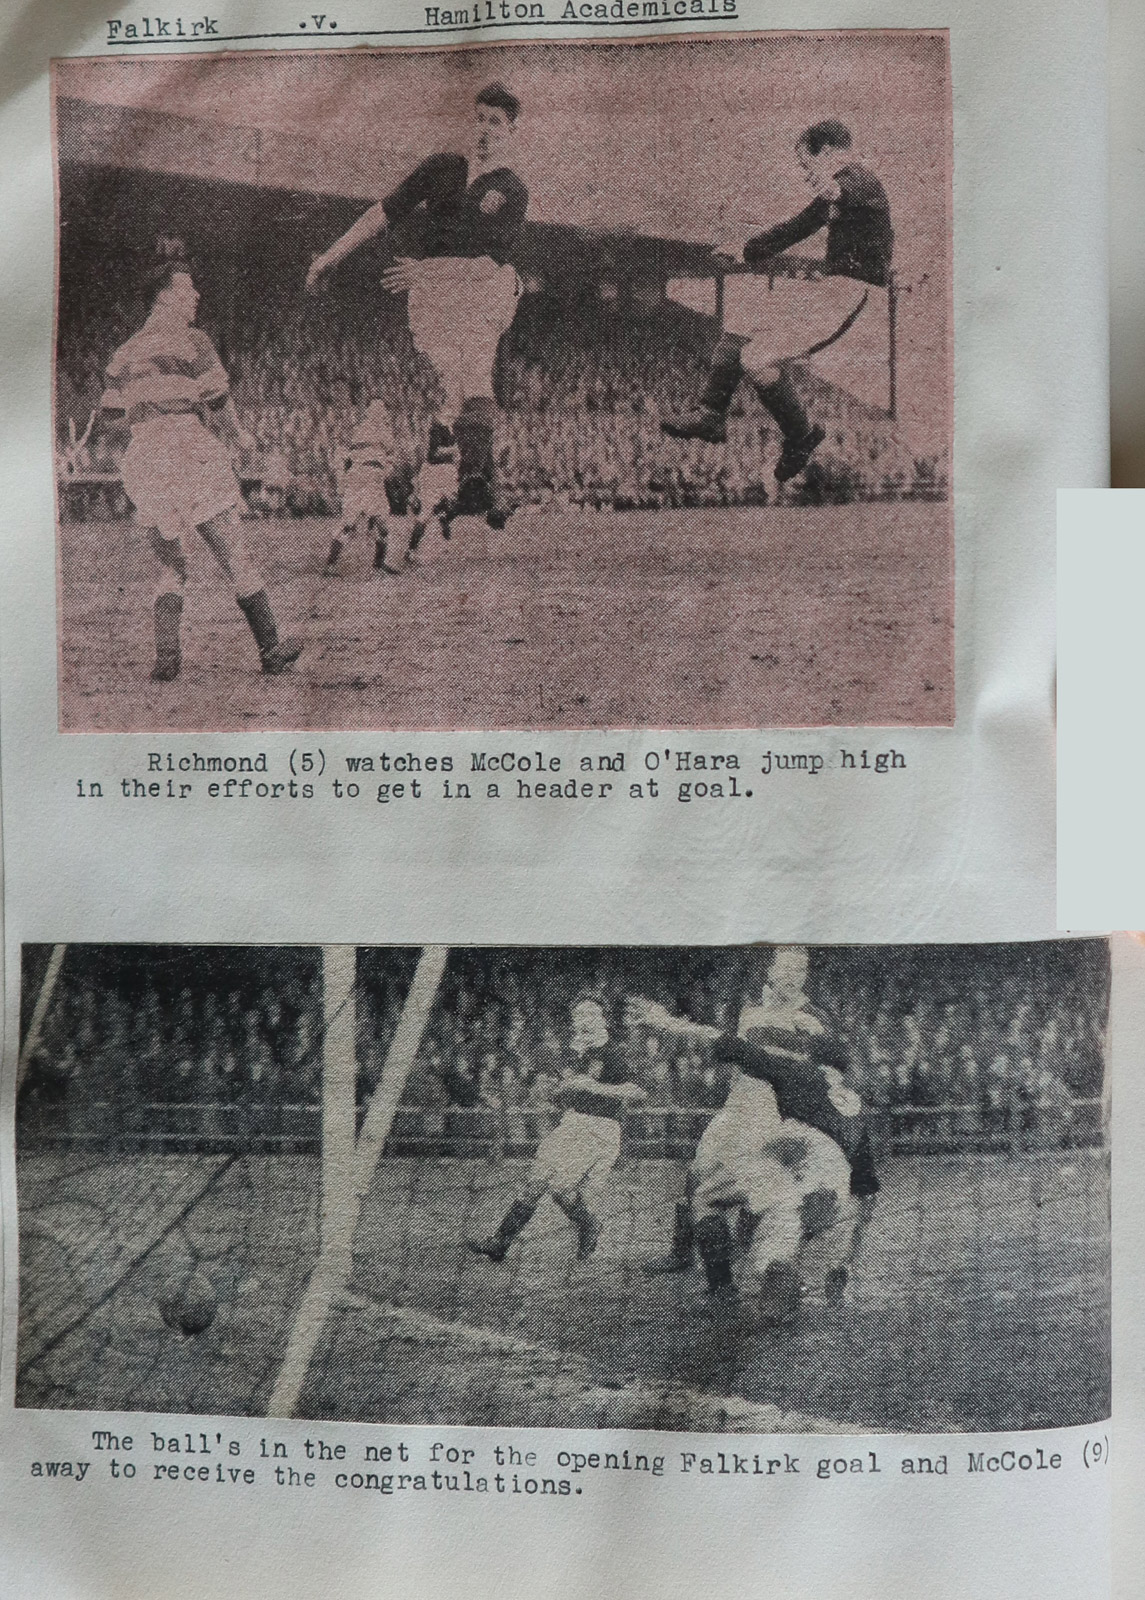 Falkirk .v. Hamilton Academicals
Richmond (5) watches McCole and O'Hara jump high
in their efforts to get in a header at goal.
The ball's in the net for the opening Falkirk goal and McCole (9)
away to receive the congratulations.